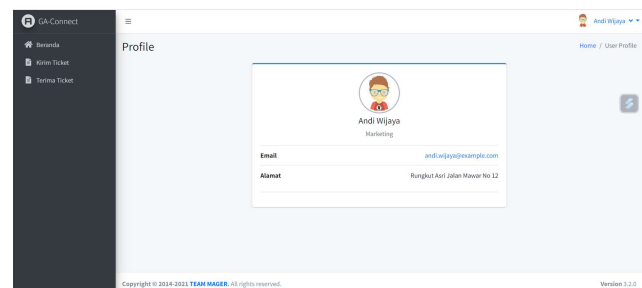 GA-Connect
Andi Wijaya
Beranda
Kirim Ticket
Terima Ticket
Profile
Home / User Profile
Andi Wijaya
Marketing
Email andi.wijaya@example.com
Alamat Rungkut Asri Jalan Mawar No 12
Copyright © 2014-2021 TEAM MAGER. All rights reserved.
Version 3.2.0